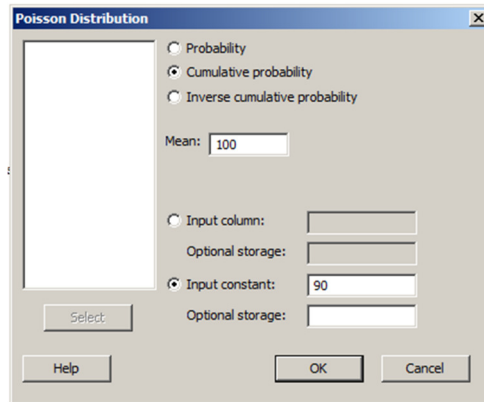 Poisson Distribution
Probability
Cumulative probability
Inverse cumulative probability
Mean: 100
Input column:
Optional storage:
Input constant: 90
Optional storage:
Select
Help OK Cancel